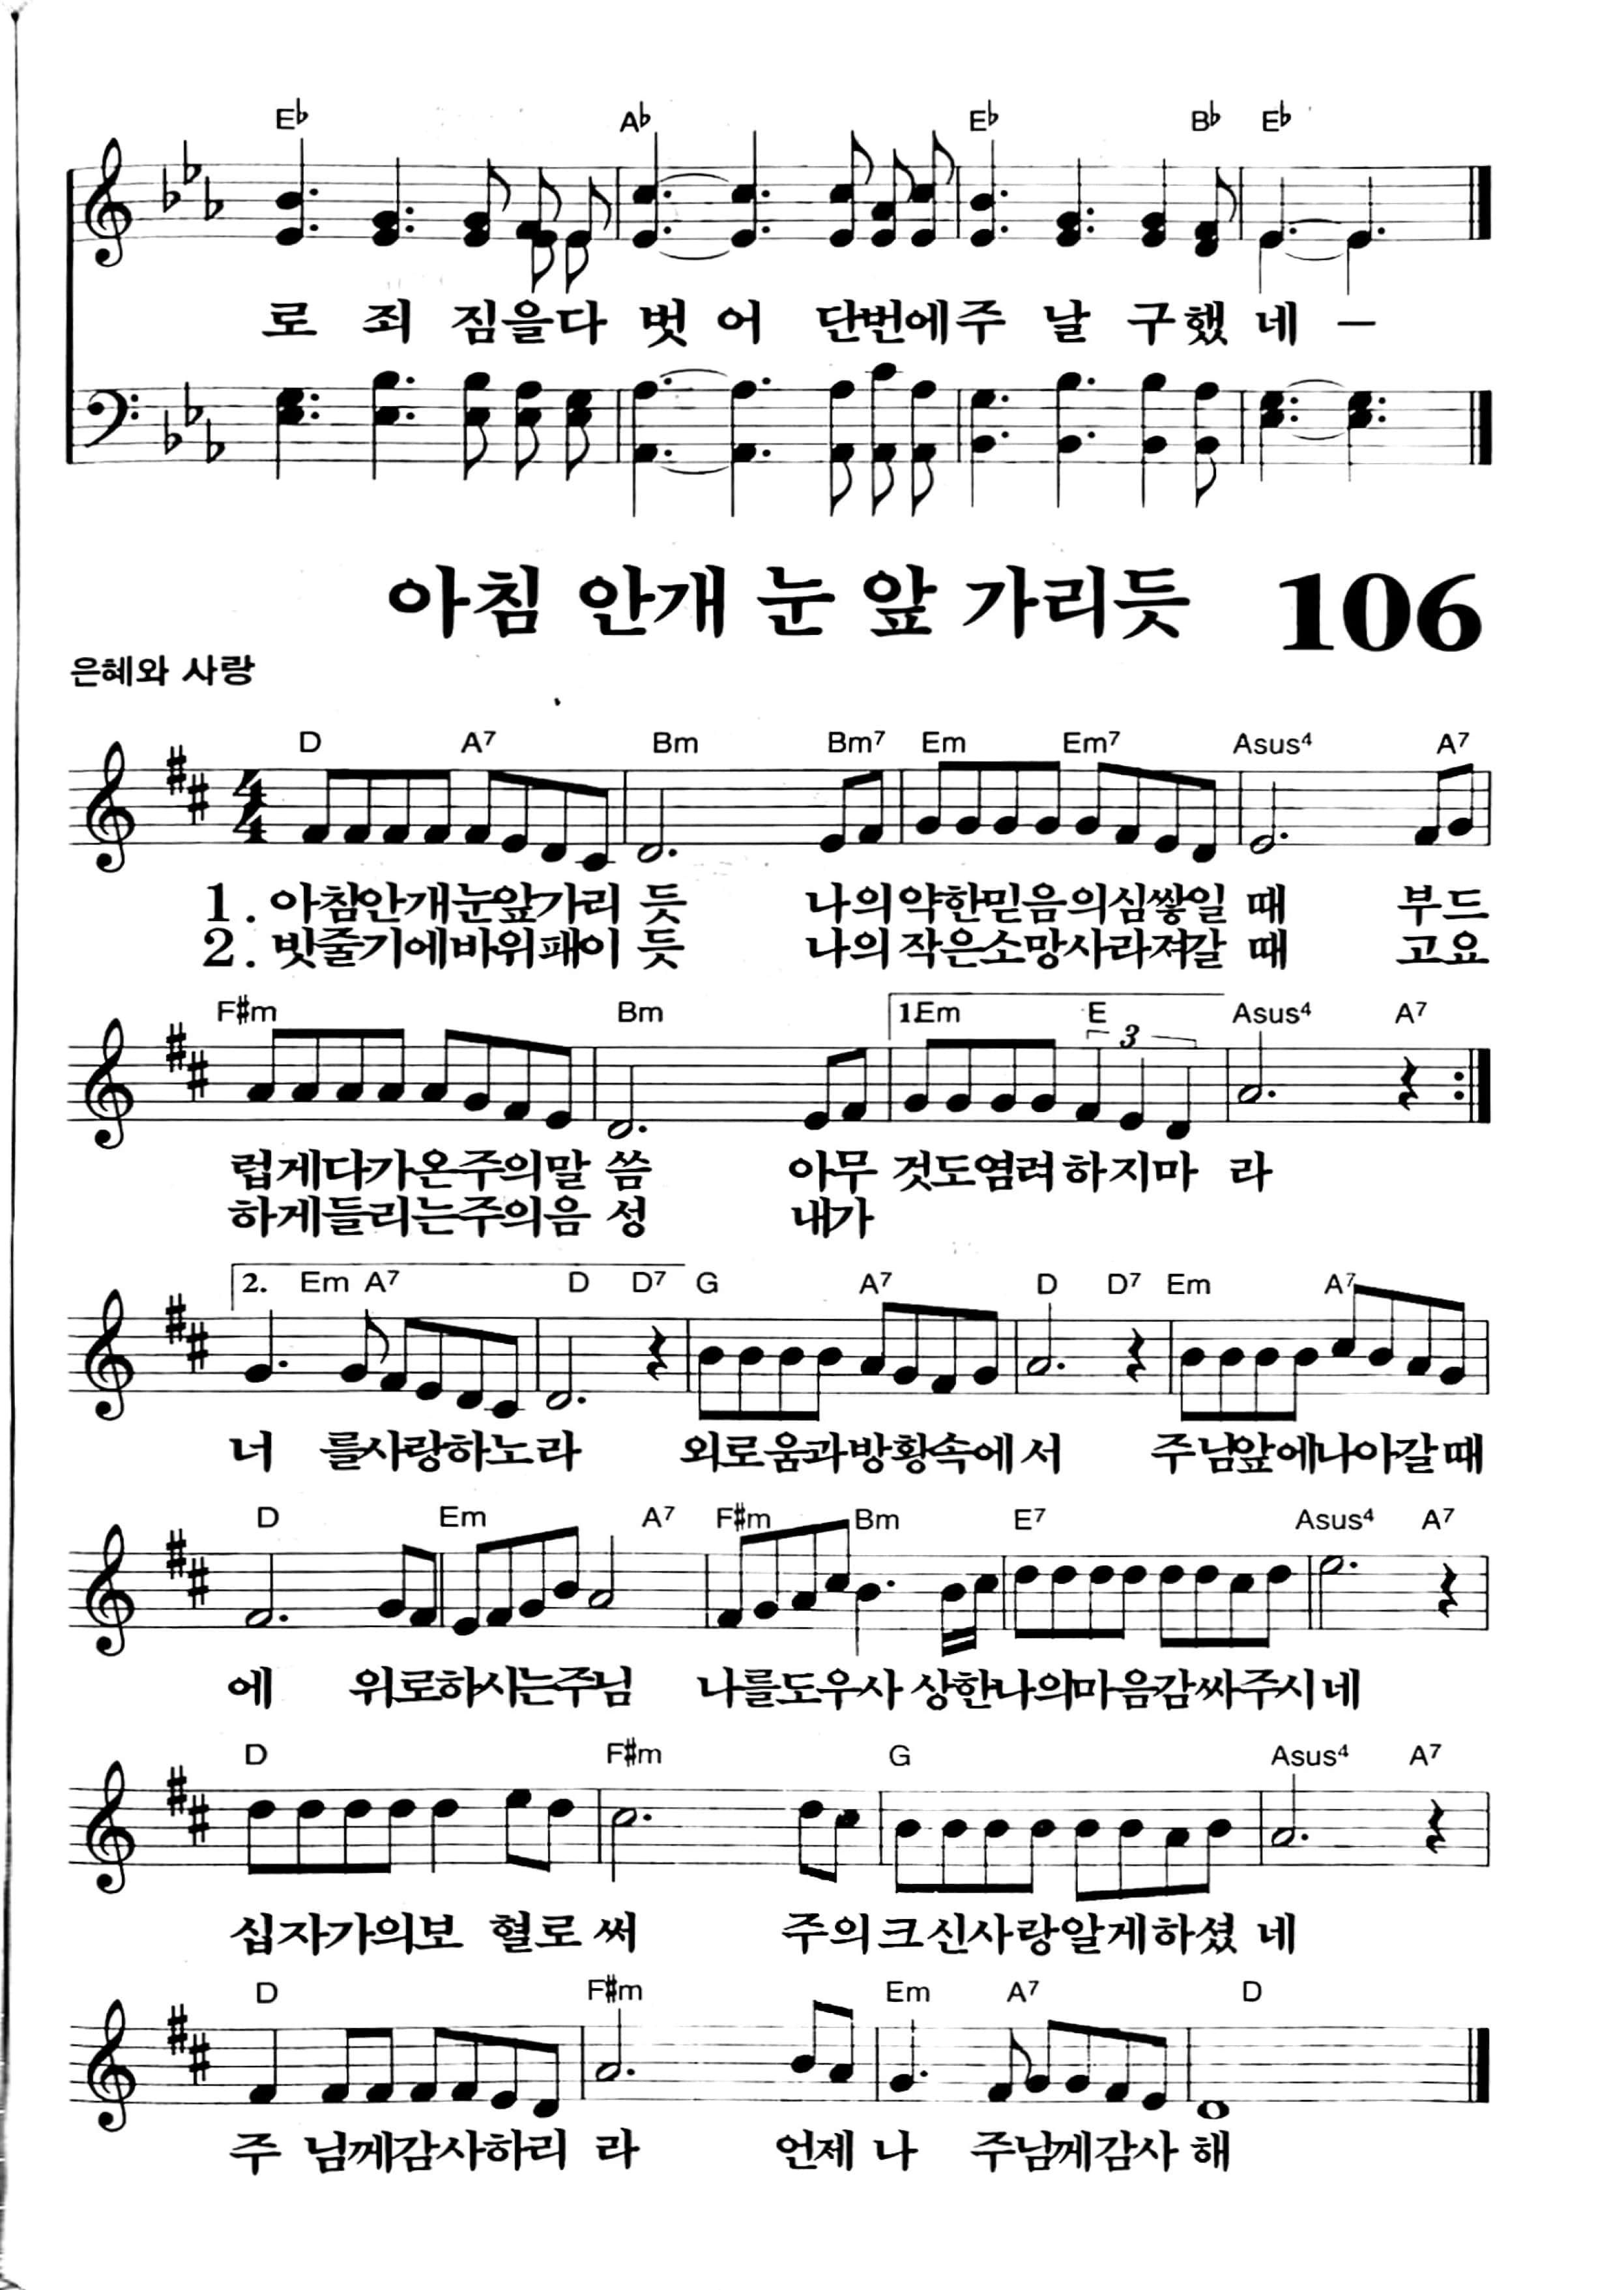 E♭ A♭ E♭ B♭ E♭
로 죄 짐을다 벗 어 단번에주 날 구했 네 –
아침 안개 눈 앞 가리듯 106
은혜와 사랑
D A7 Bm Bm7 Em Em7 Asus4 A7
4/4
1. 아침안개눈앞가리 듯 나의약한믿음의심쌓일 때 부드
2. 빗줄기에바위패이 듯 나의작은소망사라져갈 때 고요
F#m Bm 1. Em E Asus4 A7
3
럽게다가온주의말 씀 아무 것도염려하지마 라
하게들리는주의음 성 내가
2. Em A7 D D7 G A7 D D7 Em A7
너 를사랑하노라 외로움과방황속에서 주님앞에나아갈때
D Em A7 F#m Bm E7 Asus4 A7
에 위로하시는주님 나를도우사 상한나의마음감싸주시네
D F#m G Asus4 A7
십자가의보 혈로 써 주의크신사랑알게하셨 네
D F#m Em A7 D
주 님께감사하리 라 언제 나 주님께감사 해